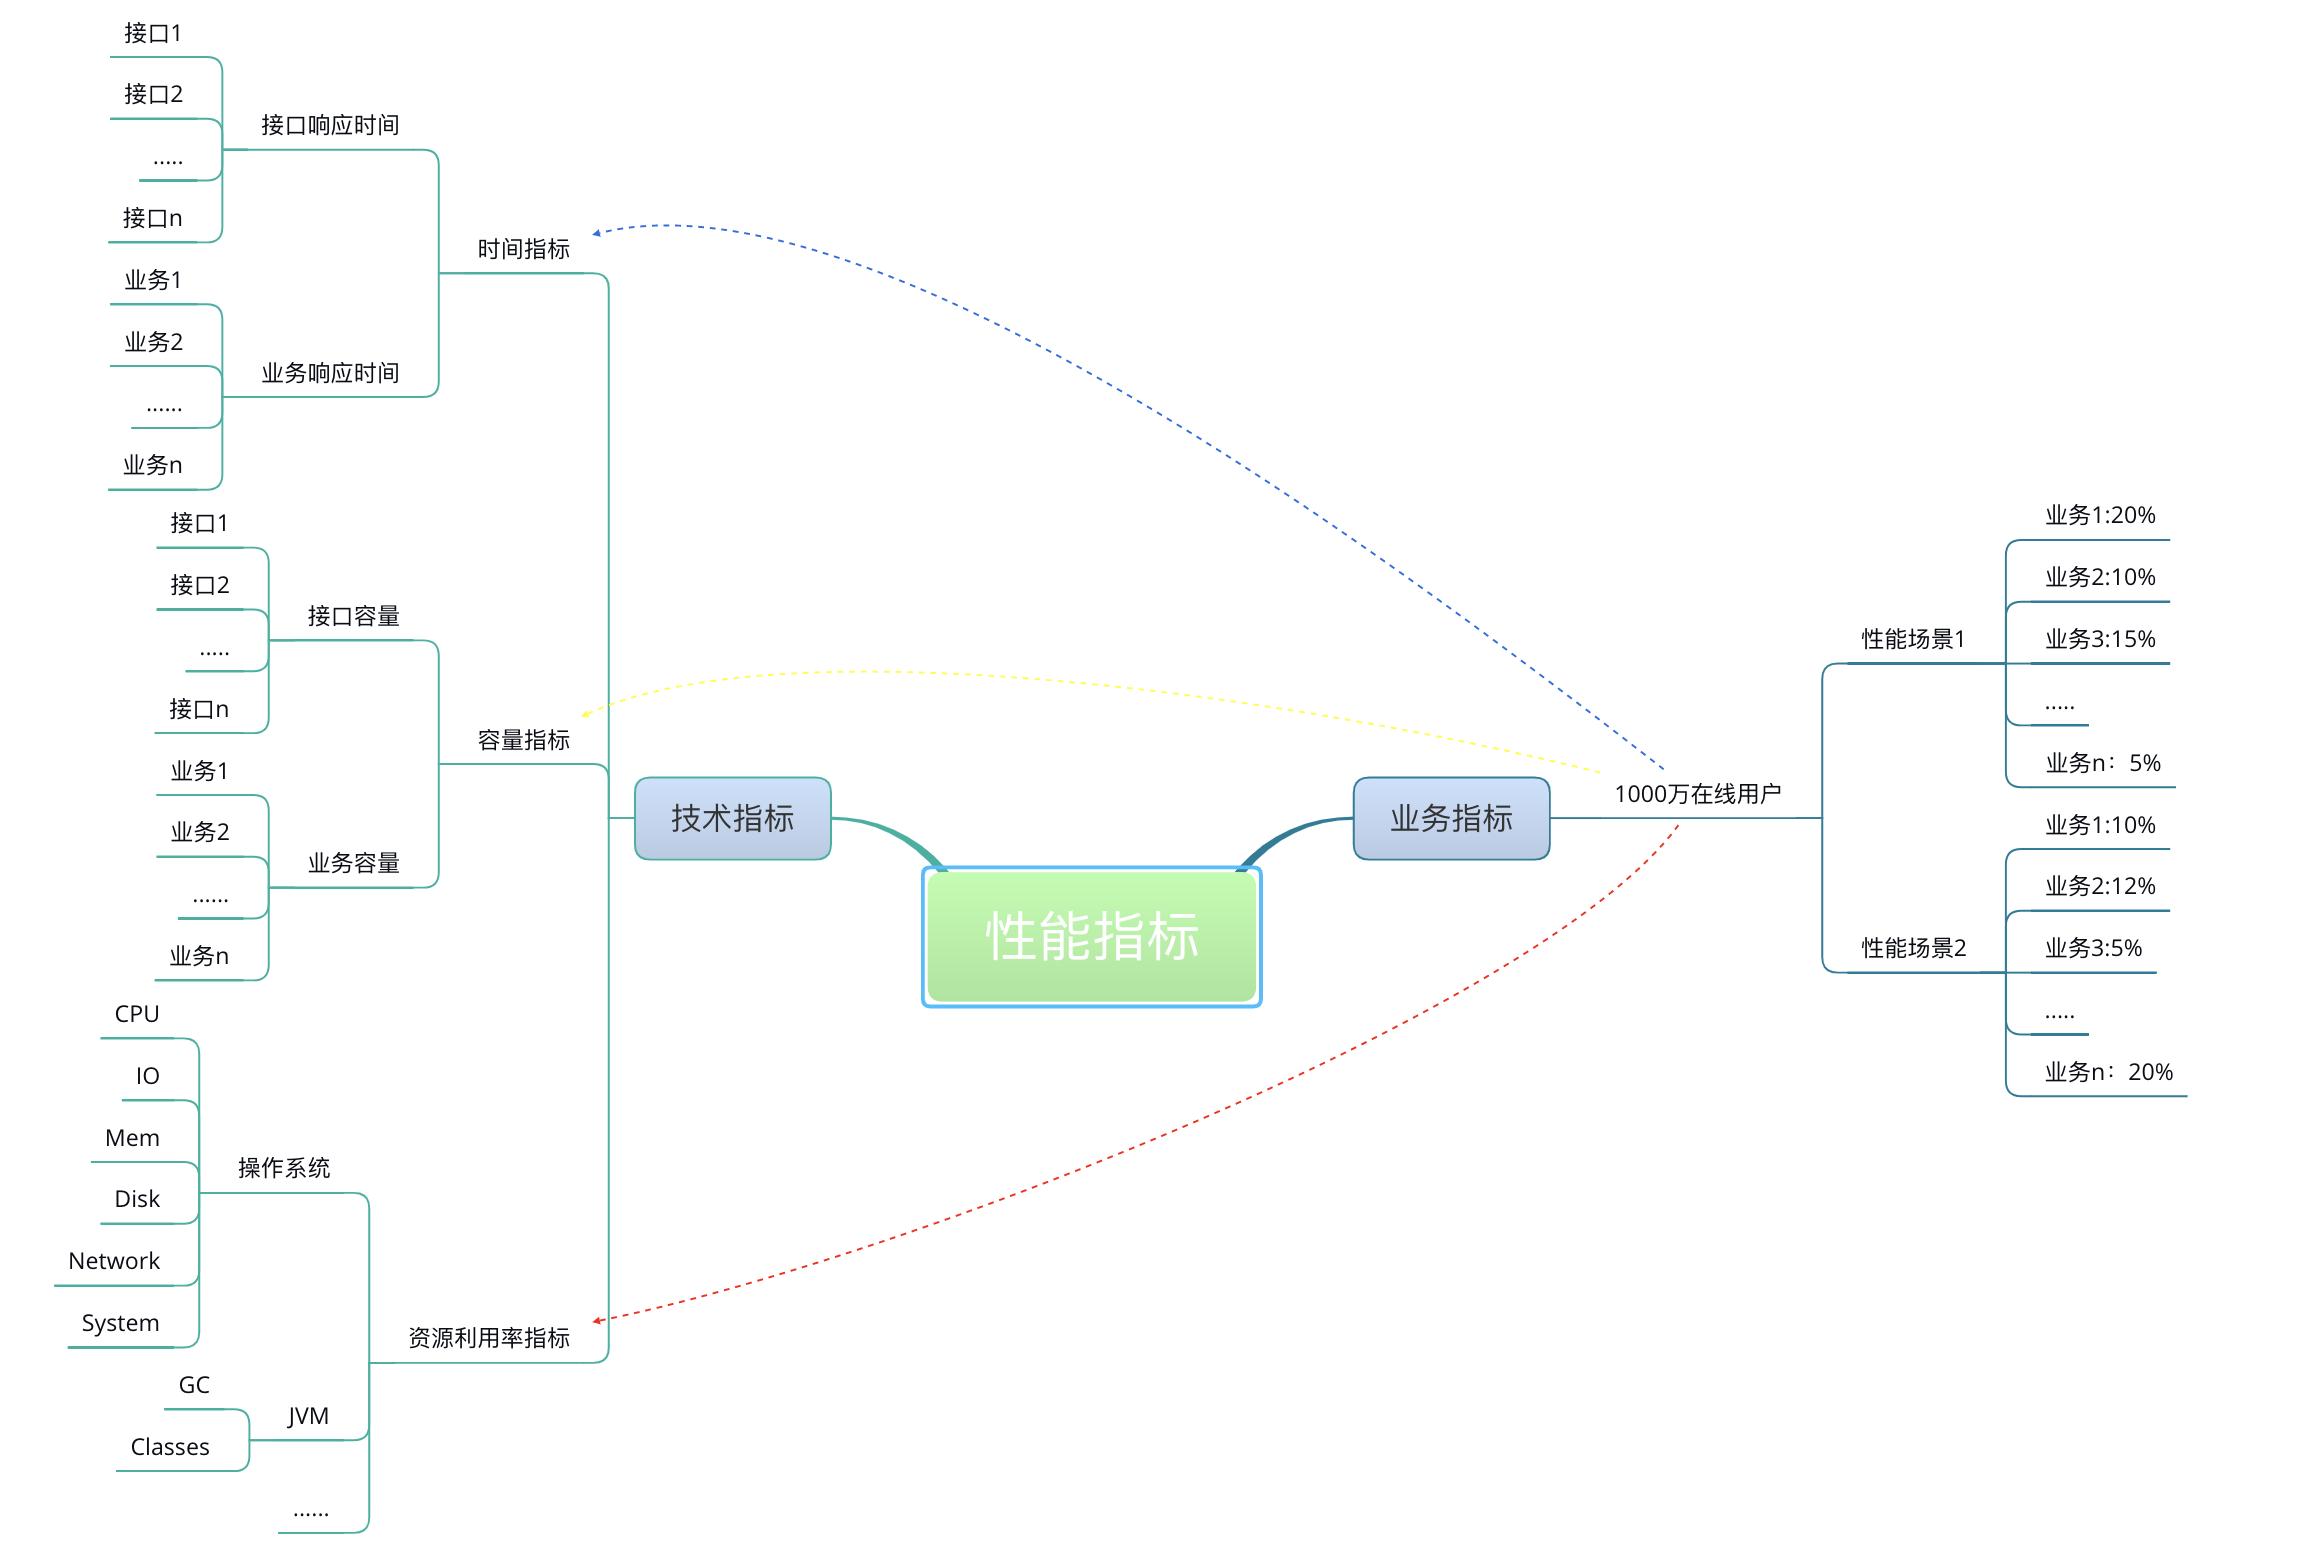 接口1
接口2
.....
接口n
接口响应时间
业务1
业务2
......
业务n
业务响应时间
时间指标
接口1
接口2
.....
接口n
接口容量
业务1
业务2
......
业务n
业务容量
容量指标
CPU
IO
Mem
Disk
Network
System
操作系统
GC
Classes
JVM
......
资源利用率指标
技术指标
性能指标
业务指标
1000万在线用户
性能场景1
业务1:20%
业务2:10%
业务3:15%
.....
业务n：5%
性能场景2
业务1:10%
业务2:12%
业务3:5%
.....
业务n：20%